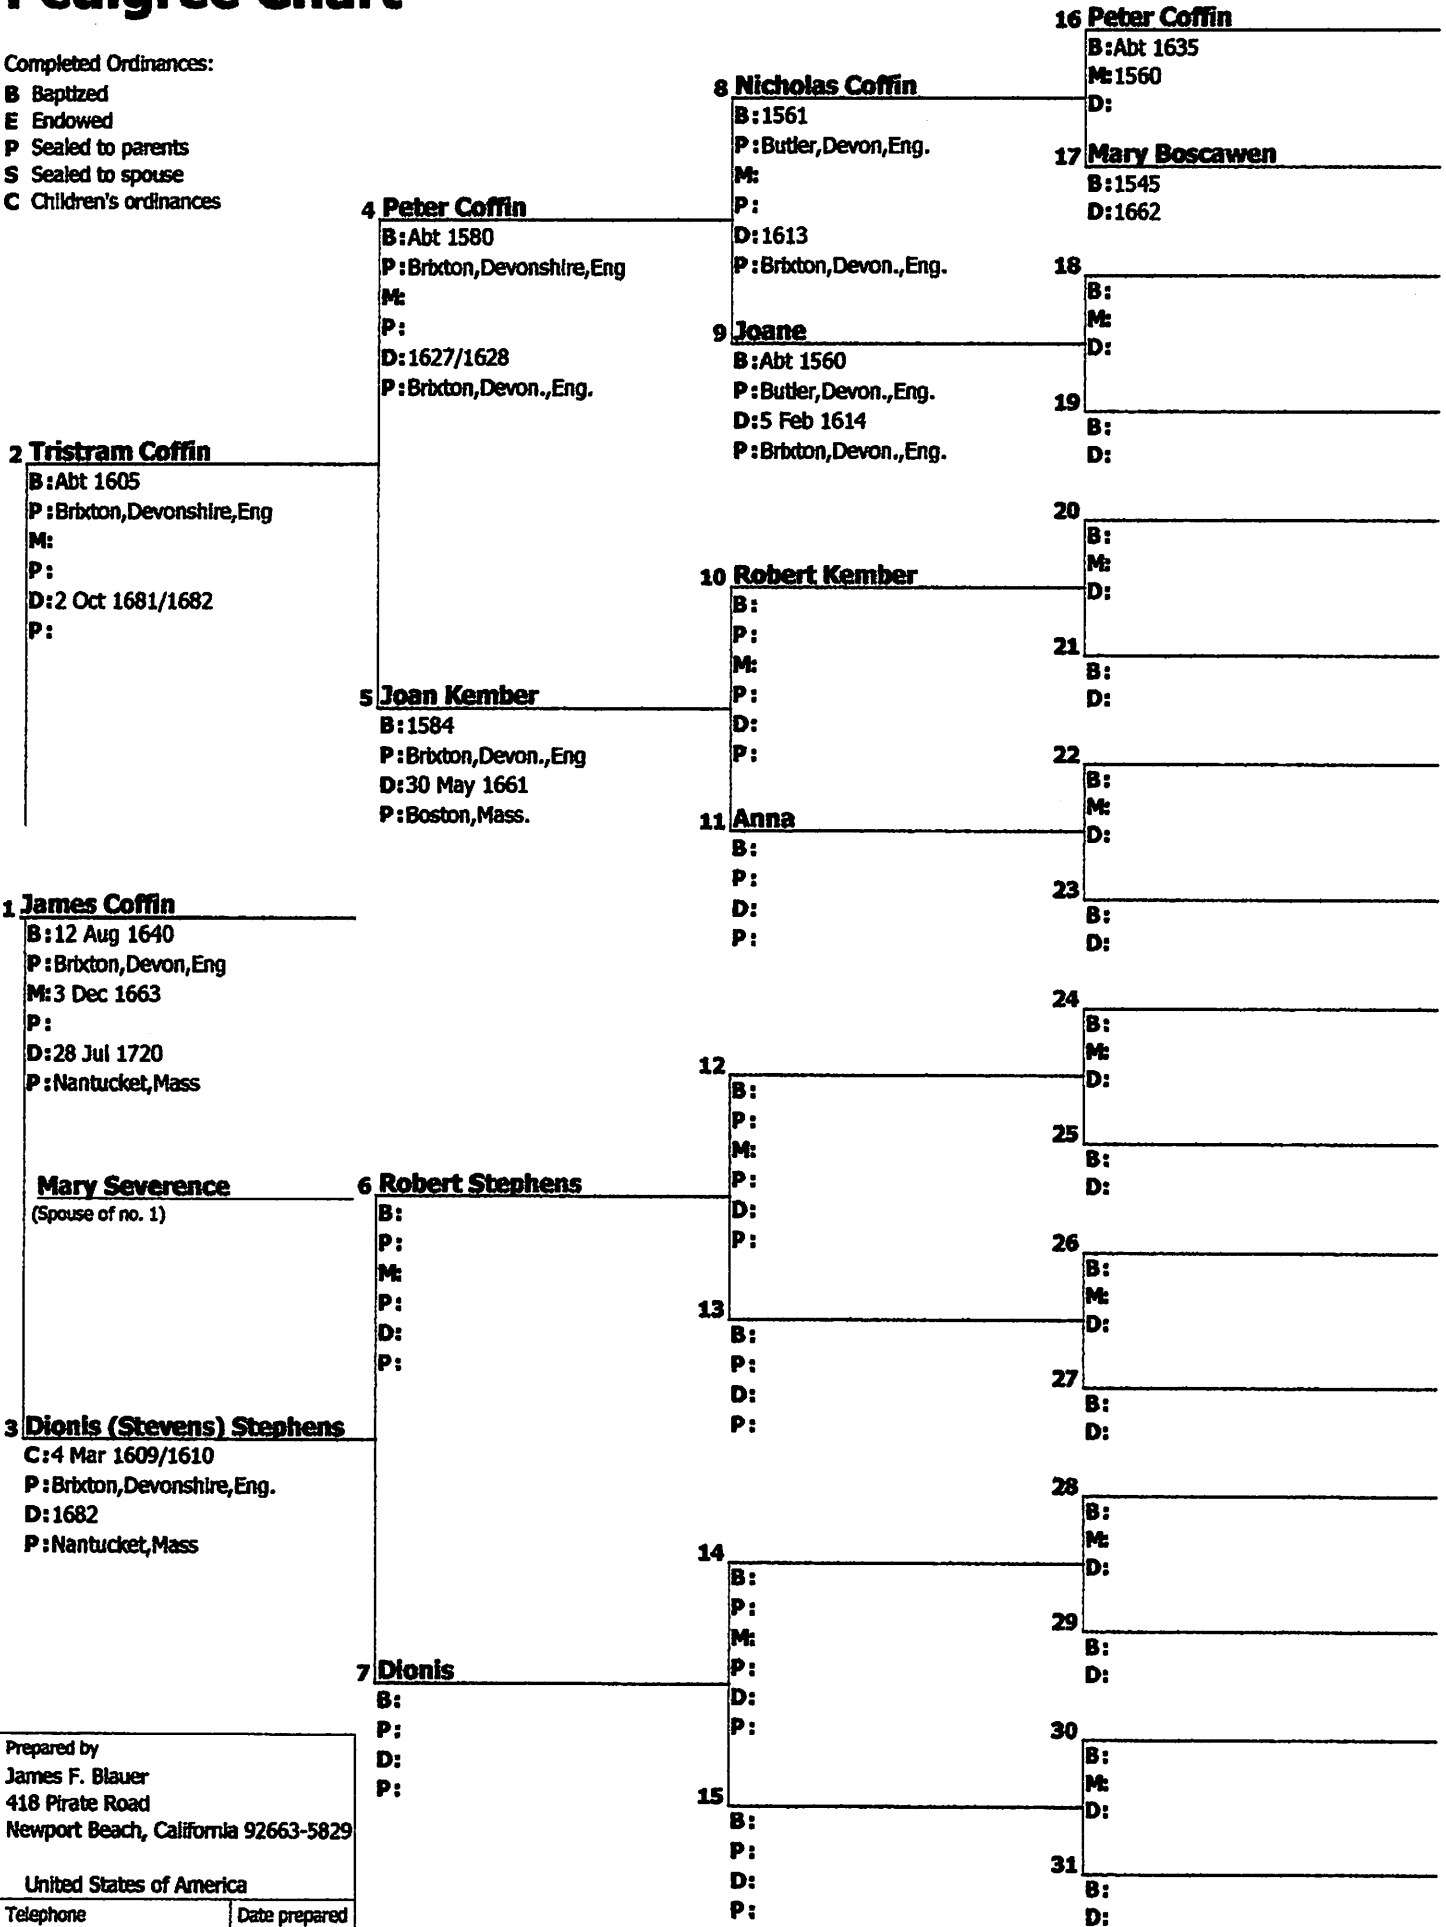 Pedigree Chart
Completed Ordinances:
B Baptized
E Endowed
P Sealed to parents
S Sealed to spouse
C Children's ordinances
2 Tristram Coffin
B:Abt 1605
P:Brixton,Devonshire,Eng
M:
P:
D:2 Oct 1681/1682
P:
1 James Coffin
B:12 Aug 1640
P:Brixton,Devon,Eng
M:3 Dec 1663
P:
D:28 Jul 1720
P:Nantucket,Mass
Mary Severence
(Spouse of no. 1)
3 Dionis (Stevens) Stephens
C:4 Mar 1609/1610
P:Brixton,Devonshire,Eng.
D:1682
P:Nantucket,Mass
Prepared by
James F. Blauer
418 Pirate Road
Newport Beach, California 92663-5829
United States of America
Telephone
Date prepared
4 Peter Coffin
B:Abt 1580
P:Brixton,Devonshire,Eng
M:
P:
D:1627/1628
P:Brixton,Devon.,Eng.
5 Joan Kember
B:1584
P:Brixton,Devon.,Eng
D:30 May 1661
P:Boston,Mass.
6 Robert Stephens
B:
P:
M:
P:
D:
P:
7 Dionis
B:
P:
D:
P:
8 Nicholas Coffin
B:1561
P:Butler,Devon,Eng.
M:
P:
D:1613
P:Brixton,Devon.,Eng.
9 Joane
B:Abt 1560
P:Butler,Devon.,Eng.
D:5 Feb 1614
P:Brixton,Devon.,Eng.
10 Robert Kember
B:
P:
M:
P:
D:
P:
11 Anna
B:
P:
D:
P:
12
B:
P:
M:
P:
D:
P:
13
B:
P:
D:
P:
14
B:
P:
M:
P:
D:
P:
15
B:
P:
D:
P:
16 Peter Coffin
B:Abt 1635
M:1560
D:
17 Mary Boscawen
B:1545
D:1662
18
B:
M:
D:
19
B:
D:
20
B:
M:
D:
21
B:
D:
22
B:
M:
D:
23
B:
D:
24
B:
M:
D:
25
B:
D:
26
B:
M:
D:
27
B:
D:
28
B:
M:
D:
29
B:
D:
30
B:
M:
D:
31
B:
D: